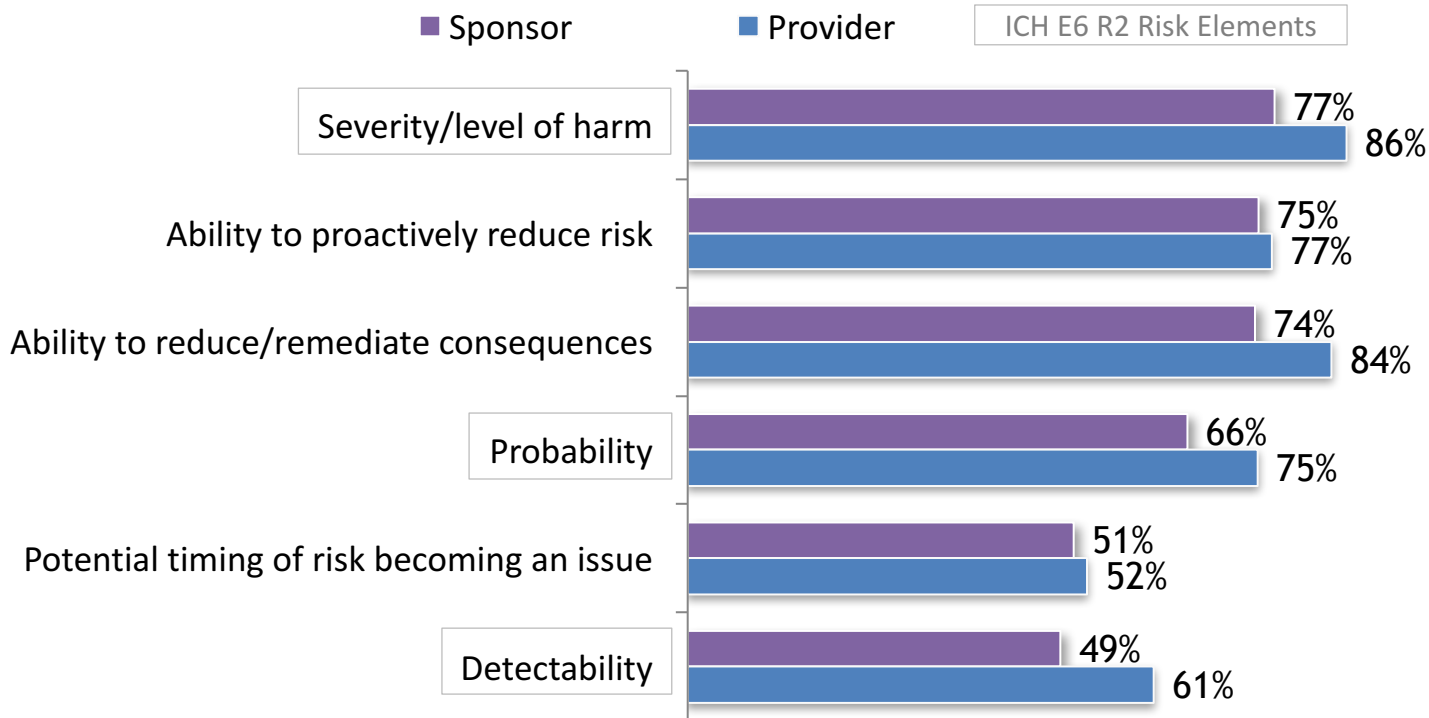 Sponsor
Provider
ICH E6 R2 Risk Elements
Severity/level of harm
77%
86%
Ability to proactively reduce risk
75%
77%
Ability to reduce/remediate consequences
74%
84%
Probability
66%
75%
Potential timing of risk becoming an issue
51%
52%
Detectability
49%
61%